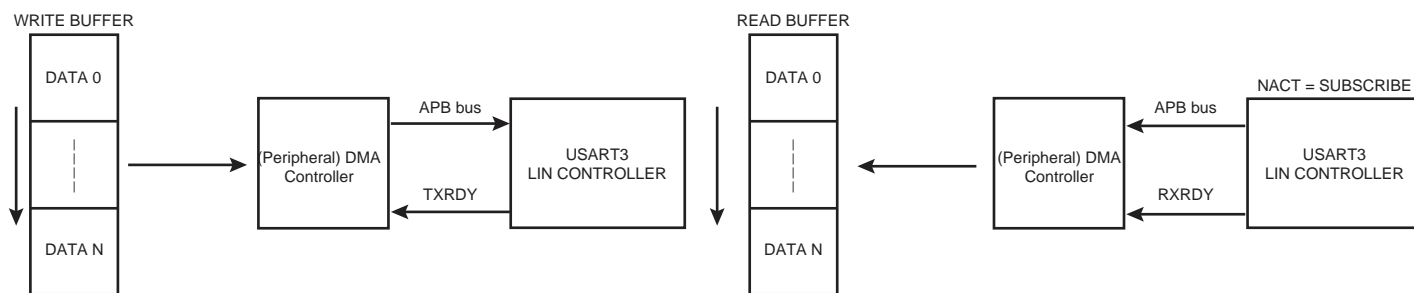 WRITE BUFFER
DATA 0
DATA N
(Peripheral) DMA
Controller
APB bus
TXRDY
USART3
LIN CONTROLLER
READ BUFFER
DATA 0
DATA N
(Peripheral) DMA
Controller
APB bus
RXRDY
NACT = SUBSCRIBE
USART3
LIN CONTROLLER